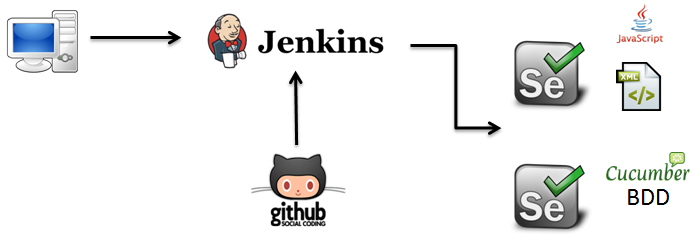 Jenkins
JavaScript
Se
XML
</>
github
SOCIAL CODING
Se
Cucumber
BDD